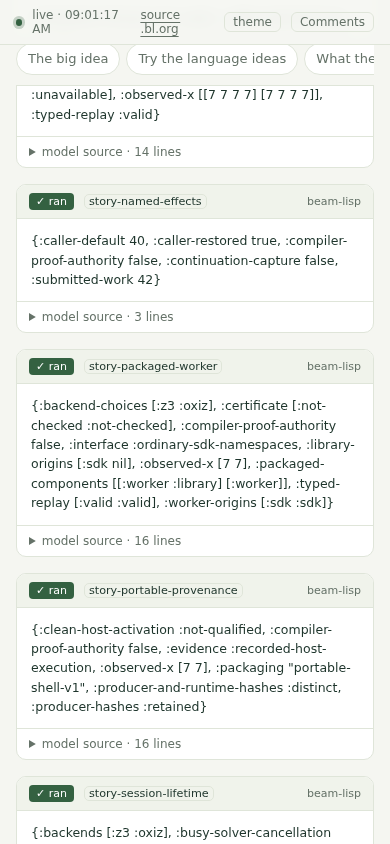 live · 09:01:17
AM
source
.bl.org
theme
Comments
The big idea
Try the language ideas
What the
:unavailable], :observed-x [[7 7 7 7] [7 7 7 7]],
:typed-replay :valid}
▶ model source · 14 lines
✓ ran story-named-effects beam-lisp
{:caller-default 40, :caller-restored true, :compiler-
proof-authority false, :continuation-capture false,
:submitted-work 42}
▶ model source · 3 lines
✓ ran story-packaged-worker beam-lisp
{:backend-choices [:z3 :oxiz], :certificate [:not-
checked :not-checked], :compiler-proof-authority
false, :interface :ordinary-sdk-namespaces, :library-
origins [:sdk nil], :observed-x [7 7], :packaged-
components [[:worker :library] [:worker]], :typed-
replay [:valid :valid], :worker-origins [:sdk :sdk]}
▶ model source · 16 lines
✓ ran story-portable-provenance beam-lisp
{:clean-host-activation :not-qualified, :compiler-
proof-authority false, :evidence :recorded-host-
execution, :observed-x [7 7], :packaging "portable-
shell-v1", :producer-and-runtime-hashes :distinct,
:producer-hashes :retained}
▶ model source · 16 lines
✓ ran story-session-lifetime beam-lisp
{:backends [:z3 :oxiz], :busy-solver-cancellation